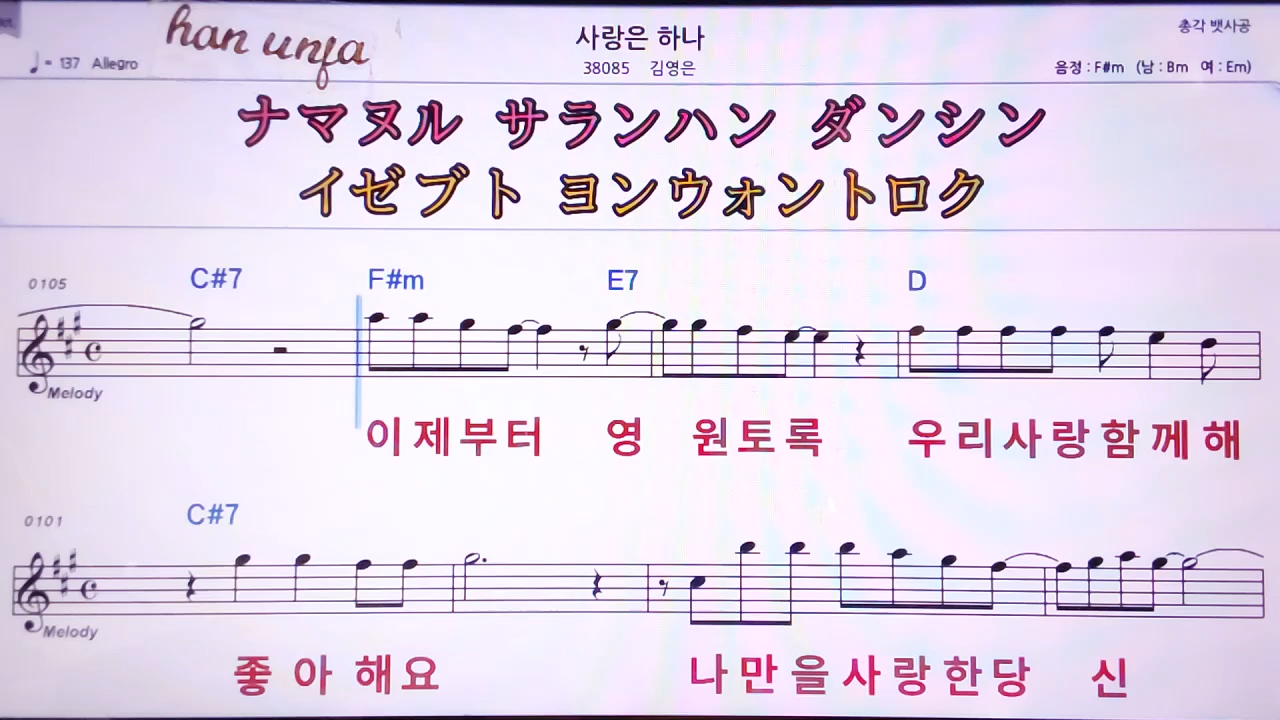 han unfa
사랑은 하나
총각 뱃사공
♩= 137 Allegro
38085 김영은
음정 : F#m (남 : Bm 여 : Em)
ナマヌル サランハン ダンシン
イゼブト ヨンウォントロク
0105
C#7 F#m E7 D
Melody
이제부터 영 원토록 우리사랑함께해
0101
C#7
Melody
좋아해요 나만을사랑한당 신